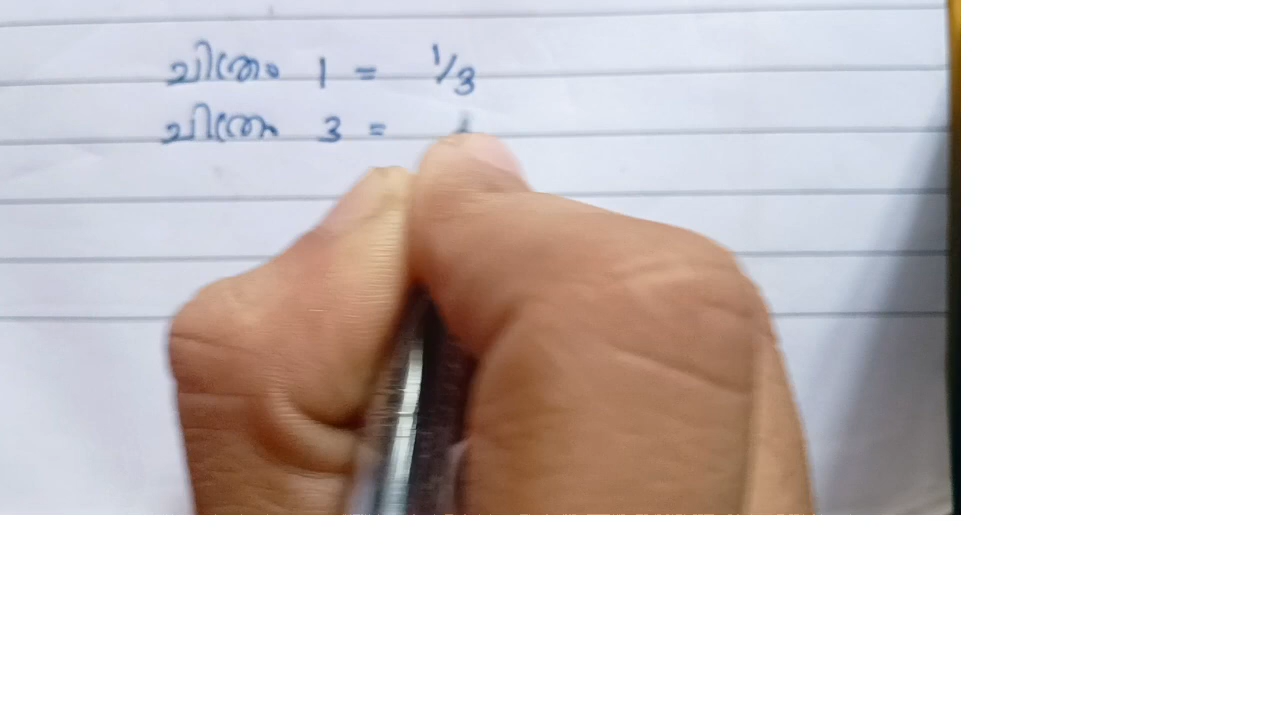 ചിത്രം 1 = 1/3
ചിത്രം 3 =